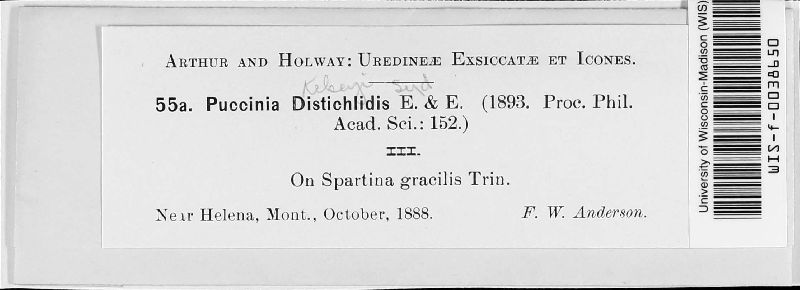 ARTHUR AND HOLWAY: UREDINEÆ EXSICCATÆ ET ICONES.
Kelseyi Syd
55a. Puccinia Distichlidis E. & E. (1893. Proc. Phil.
Acad. Sci.: 152.)
III.
On Spartina gracilis Trin.
Near Helena, Mont., October, 1888. F. W. Anderson.
University of Wisconsin-Madison (WIS)
WIS-f-0038650